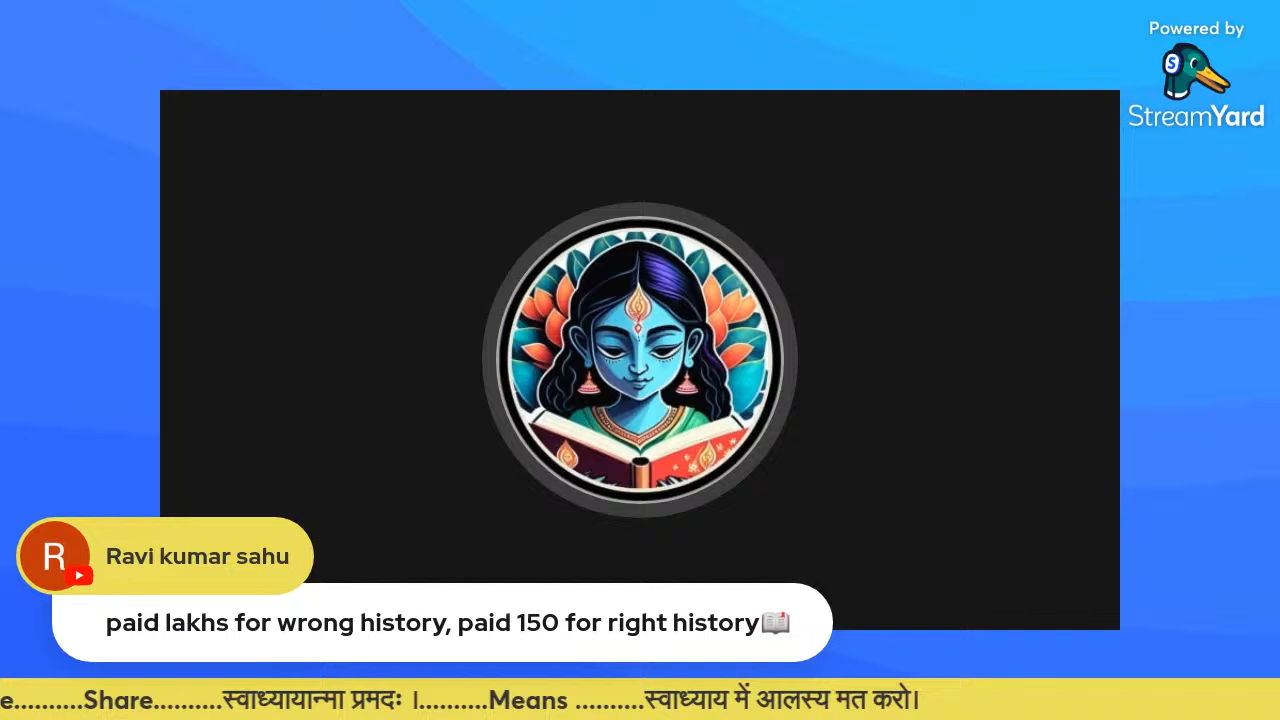 Powered by
StreamYard
Ravi kumar sahu
paid lakhs for wrong history, paid 150 for right history📖
e..........Share..........स्वाध्यायान्मा प्रमदः ।..........Means ..........स्वाध्याय में आलस्य मत करो।